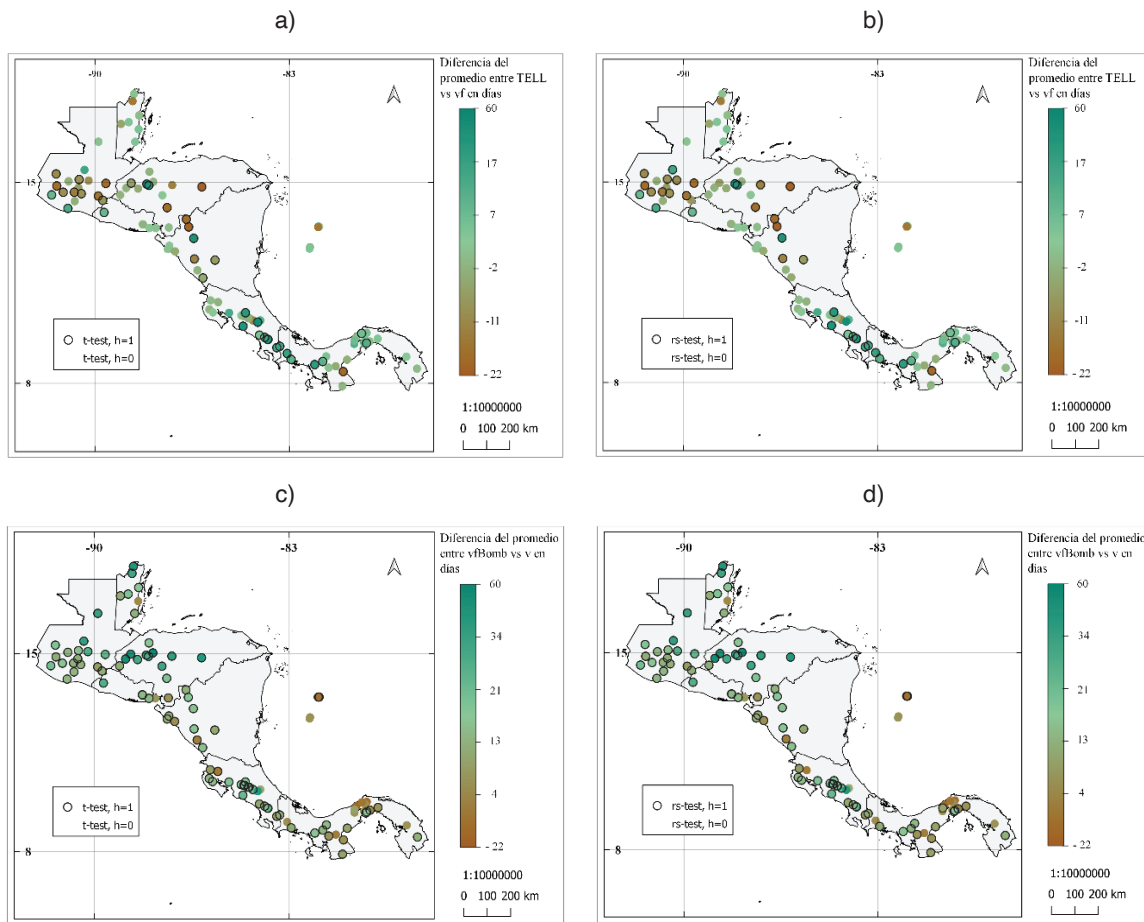 a)
-90
-83
15
8
Diferencia del
promedio entre TELL
vs vf en días
60
17
7
-2
-11
-22
t-test, h=1
t-test, h=0
1:10000000
0 100 200 km
b)
-90
-83
15
8
Diferencia del
promedio entre TELL
vs vf en días
60
17
7
-2
-11
-22
rs-test, h=1
rs-test, h=0
1:10000000
0 100 200 km
c)
-90
-83
15
8
Diferencia del promedio
entre vfBomb vs v en
días
60
34
21
13
-4
-22
t-test, h=1
t-test, h=0
1:10000000
0 100 200 km
d)
-90
-83
15
8
Diferencia del promedio
entre vfBomb vs v en
días
60
34
21
13
4
-22
rs-test, h=1
rs-test, h=0
1:10000000
0 100 200 km